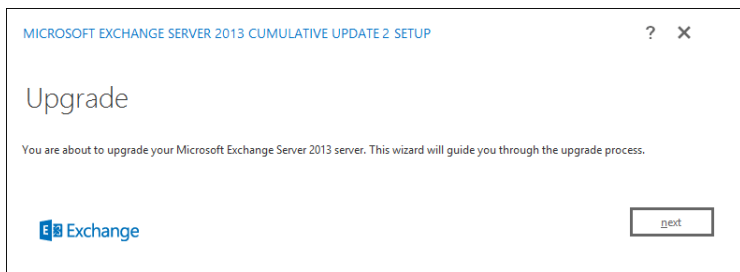 MICROSOFT EXCHANGE SERVER 2013 CUMULATIVE UPDATE 2 SETUP ? ✕
Upgrade
You are about to upgrade your Microsoft Exchange Server 2013 server. This wizard will guide you through the upgrade process.
E Exchange
next